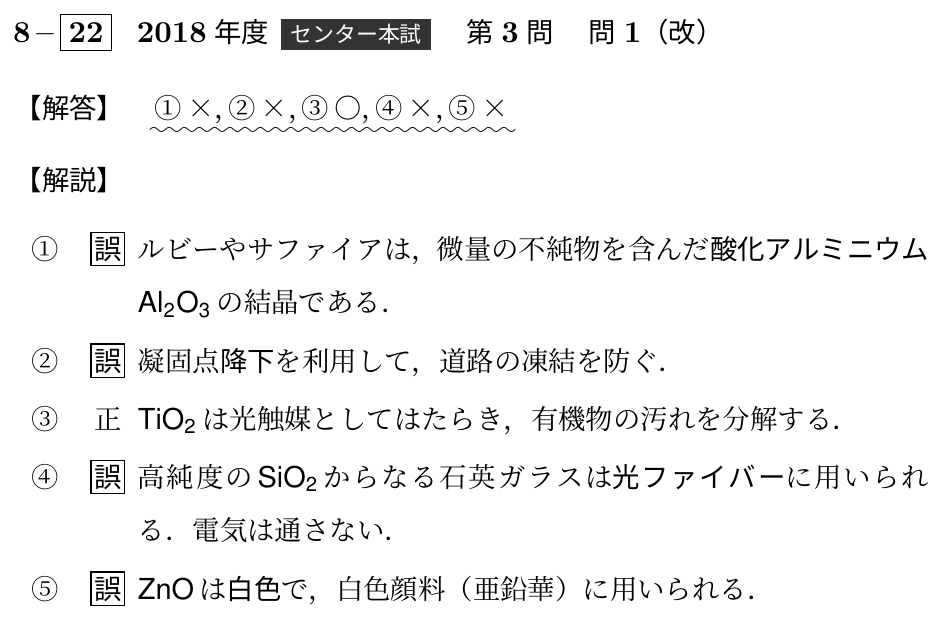 8－22 2018 年度 センター本試 第 3 問 問 1（改）
【解答】 ① ×, ② ×, ③ ○, ④ ×, ⑤ ×
【解説】
① 誤 ルビーやサファイアは，微量の不純物を含んだ酸化アルミニウム
Al₂O₃ の結晶である．
② 誤 凝固点降下を利用して，道路の凍結を防ぐ．
③ 正 TiO₂ は光触媒としてはたらき，有機物の汚れを分解する．
④ 誤 高純度の SiO₂ からなる石英ガラスは光ファイバーに用いられ
る．電気は通さない．
⑤ 誤 ZnO は白色で，白色顔料（亜鉛華）に用いられる．